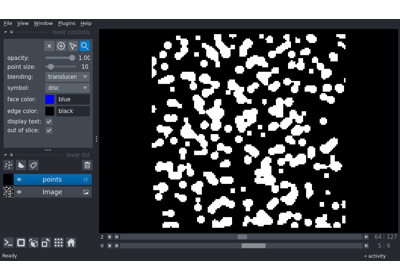 File View Window Plugins Help
layer controls
opacity: 1.00
point size: 10
blending: translucen
symbol: disc
face color: blue
edge color: black
display text:
out of slice:
layer list
points
Image
2 64 127
0 5 9
Ready activity